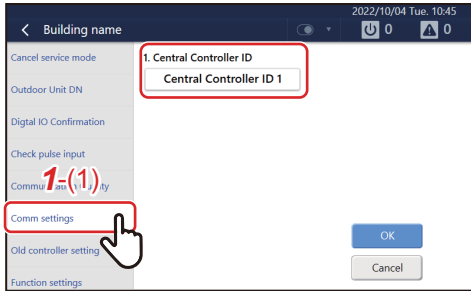 2022/10/04 Tue. 10:45
Building name
0
0
Cancel service mode
Outdoor Unit DN
Digtal IO Confirmation
Check pulse input
1-(1)
Comm settings
Old controller setting
Function settings
1. Central Controller ID
Central Controller ID 1
OK
Cancel